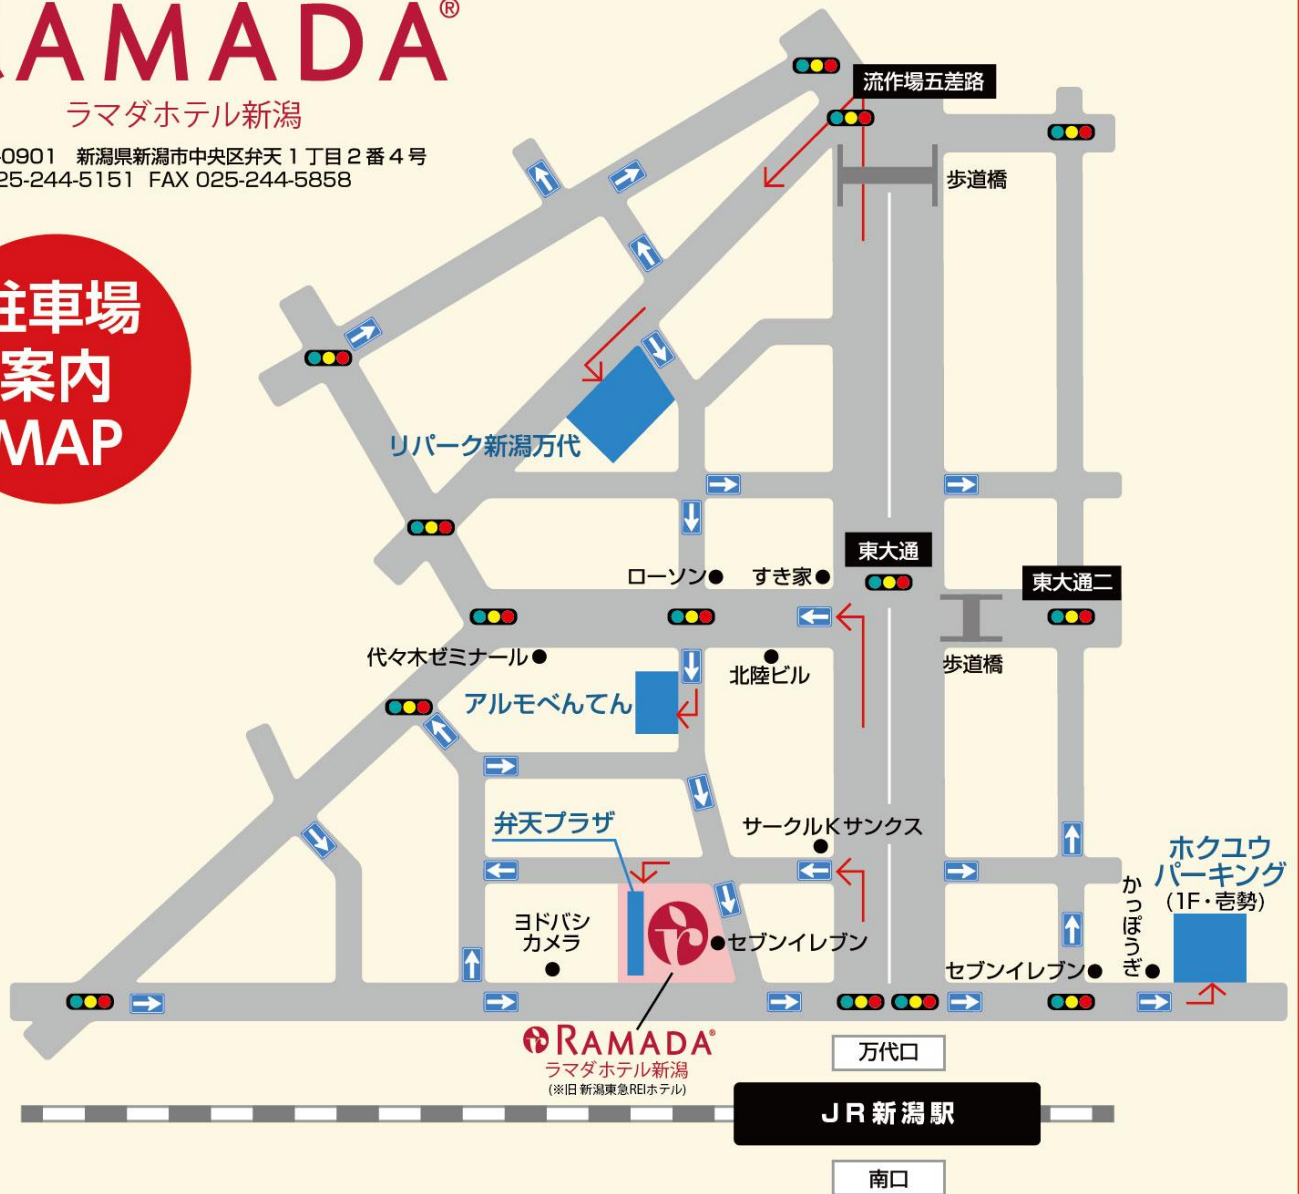 RAMADA®
ラマダホテル新潟
-0901 新潟県新潟市中央区弁天1丁目2番4号
25-244-5151 FAX 025-244-5858
駐車場
案内
MAP
流作場五差路
歩道橋
リパーク新潟万代
東大通
ローソン
すき家
東大通二
代々木ゼミナール
北陸ビル
歩道橋
アルモべんてん
弁天プラザ
サークルKサンクス
ホクユウ
パーキング
(1F・壱勢)
かっぽうぎ
ヨドバシ
カメラ
セブンイレブン
セブンイレブン
RAMADA®
ラマダホテル新潟
(※旧 新潟東急REIホテル)
万代口
JR新潟駅
南口